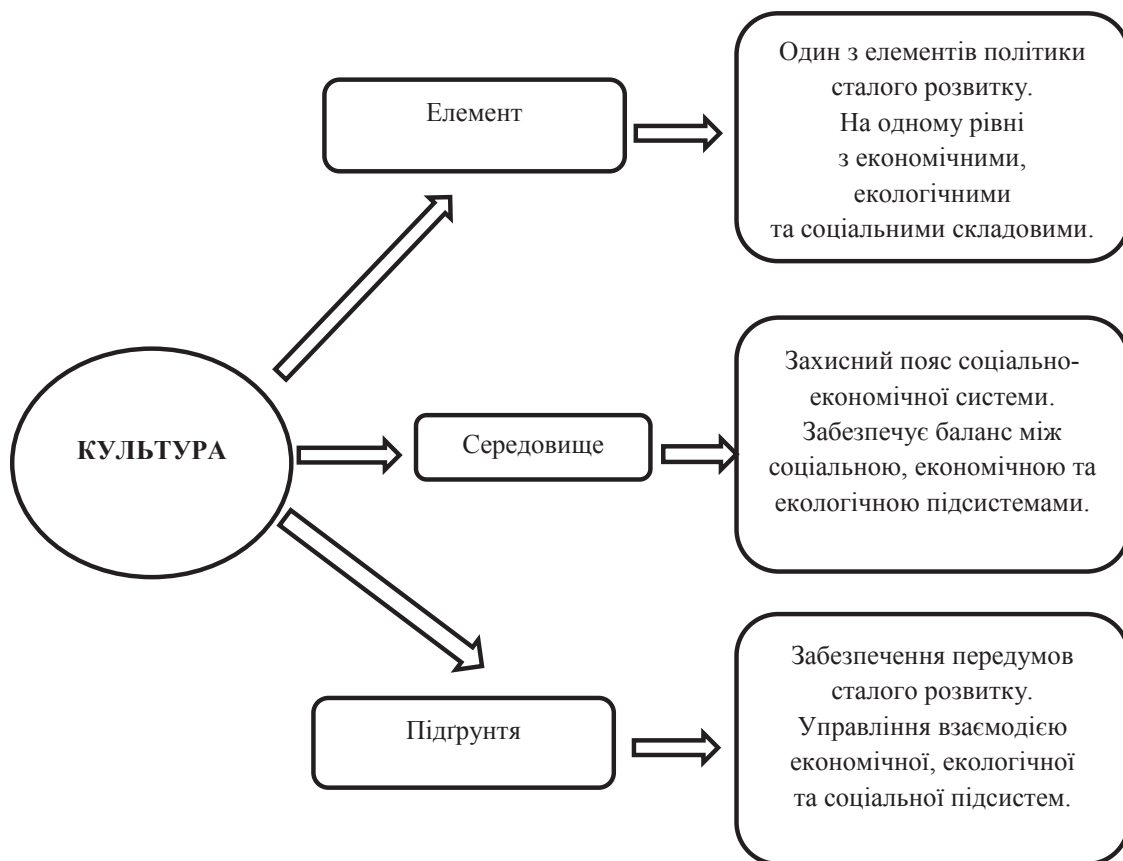 Елемент
Один з елементів політики
сталого розвитку.
На одному рівні
з економічними,
екологічними
та соціальними складовими.
КУЛЬТУРА
Середовище
Захисний пояс соціально-
економічної системи.
Забезпечує баланс між
соціальною, економічною та
екологічною підсистемами.
Підґрунтя
Забезпечення передумов
сталого розвитку.
Управління взаємодією
економічної, екологічної
та соціальної підсистем.